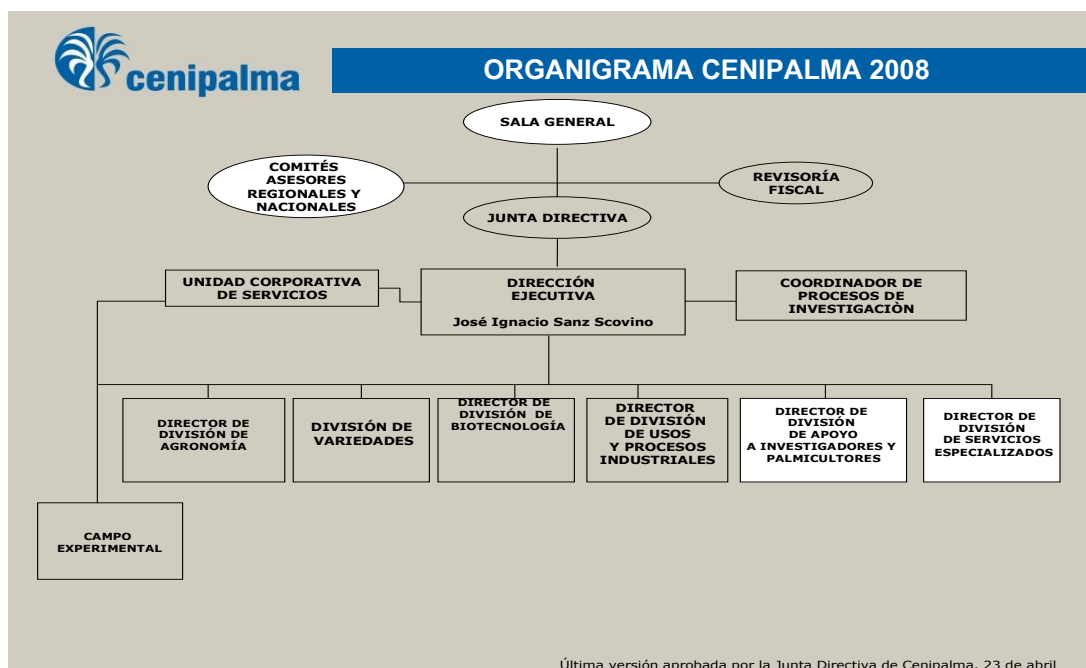 cenipalma
ORGANIGRAMA CENIPALMA 2008
SALA GENERAL
COMITÉS
ASESORES
REGIONALES Y
NACIONALES
REVISORÍA
FISCAL
JUNTA DIRECTIVA
UNIDAD CORPORATIVA
DE SERVICIOS
DIRECCIÓN
EJECUTIVA
José Ignacio Sanz Scovino
COORDINADOR DE
PROCESOS DE
INVESTIGACIÒN
DIRECTOR DE
DIVISIÓN DE
AGRONOMÍA
DIVISIÓN DE
VARIEDADES
DIRECTOR DE
DIVISIÓN DE
BIOTECNOLOGÍA
DIRECTOR
DE DIVISIÓN
DE USOS
Y PROCESOS
INDUSTRIALES
DIRECTOR DE
DIVISIÓN
DE APOYO
A INVESTIGADORES Y
PALMICULTORES
DIRECTOR DE
DIVISIÓN
DE SERVICIOS
ESPECIALIZADOS
CAMPO
EXPERIMENTAL
Última versión aprobada por la Junta Directiva de Cenipalma, 23 de abril